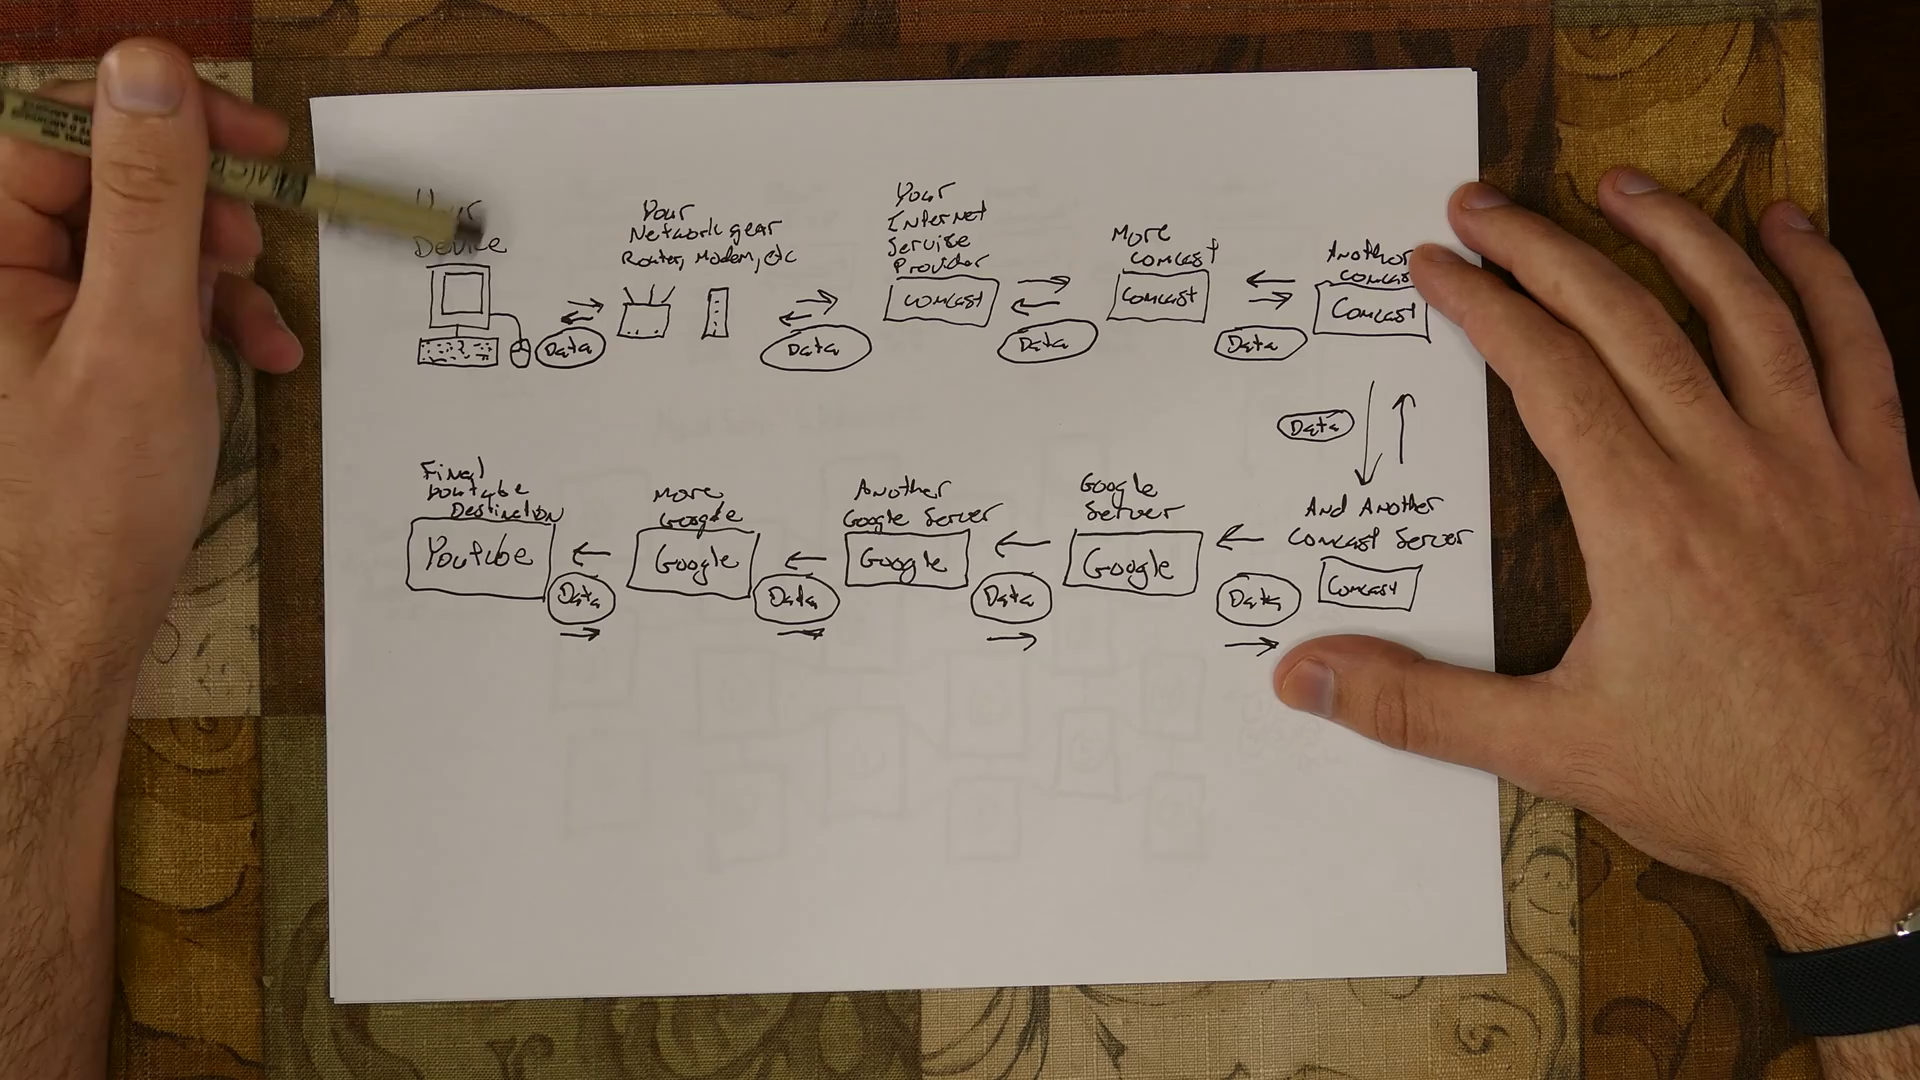 Your
Device
Your
Network gear
Router, Modem, etc
Your
Internet
Service
Provider
Comcast
More
Comcast
Comcast
Another
Comcast
Comcast
Data
Data
Data
Data
Data
Final
Youtube
Destination
Youtube
More
Google
Google
Another
Google Server
Google
Google
Server
Google
And Another
Comcast Server
Comcast
Data
Data
Data
Data